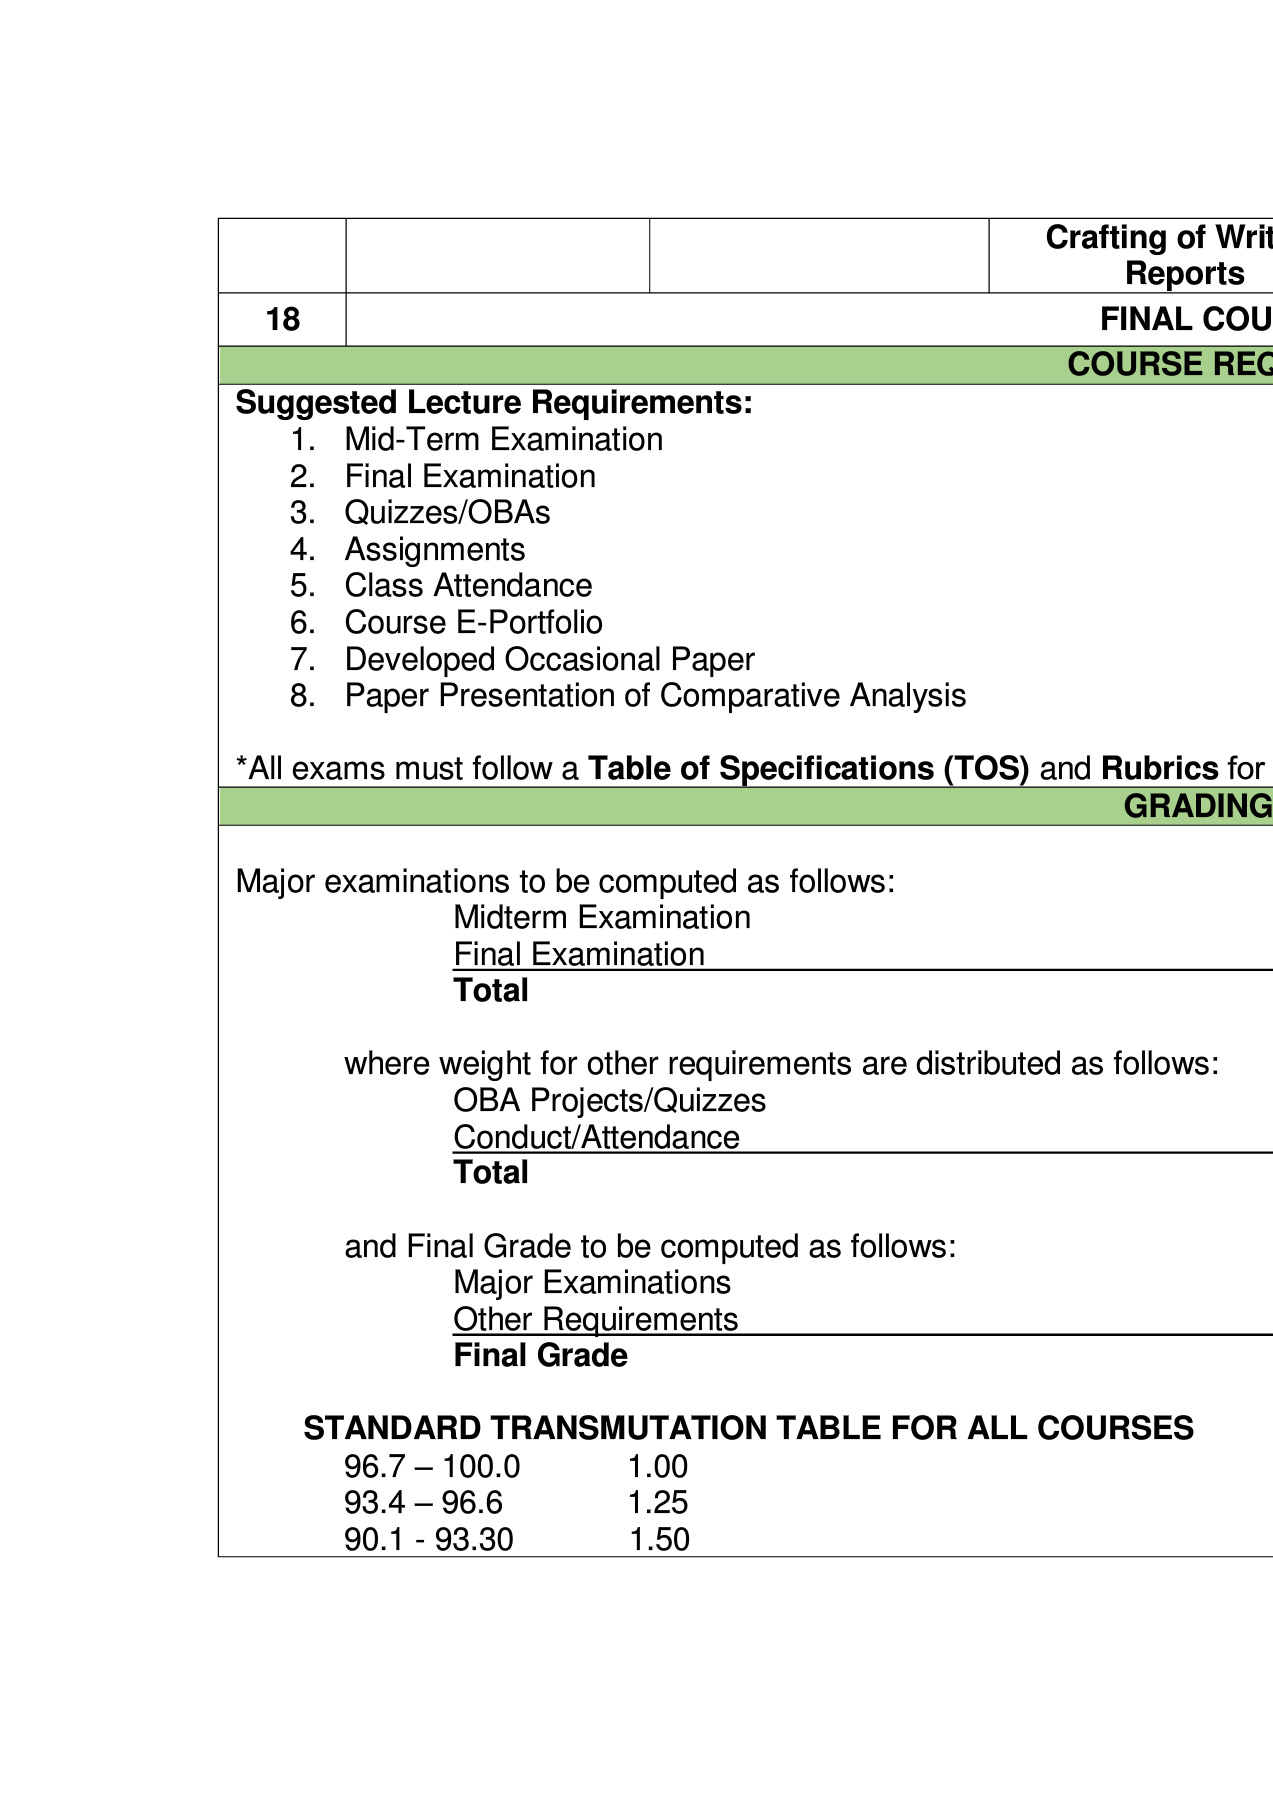 Crafting of Writ
Reports
18 FINAL COU
COURSE REQ
Suggested Lecture Requirements:
1. Mid-Term Examination
2. Final Examination
3. Quizzes/OBAs
4. Assignments
5. Class Attendance
6. Course E-Portfolio
7. Developed Occasional Paper
8. Paper Presentation of Comparative Analysis
*All exams must follow a Table of Specifications (TOS) and Rubrics for
GRADING
Major examinations to be computed as follows:
Midterm Examination
Final Examination
Total
where weight for other requirements are distributed as follows:
OBA Projects/Quizzes
Conduct/Attendance
Total
and Final Grade to be computed as follows:
Major Examinations
Other Requirements
Final Grade
STANDARD TRANSMUTATION TABLE FOR ALL COURSES
96.7 – 100.0 1.00
93.4 – 96.6 1.25
90.1 - 93.30 1.50